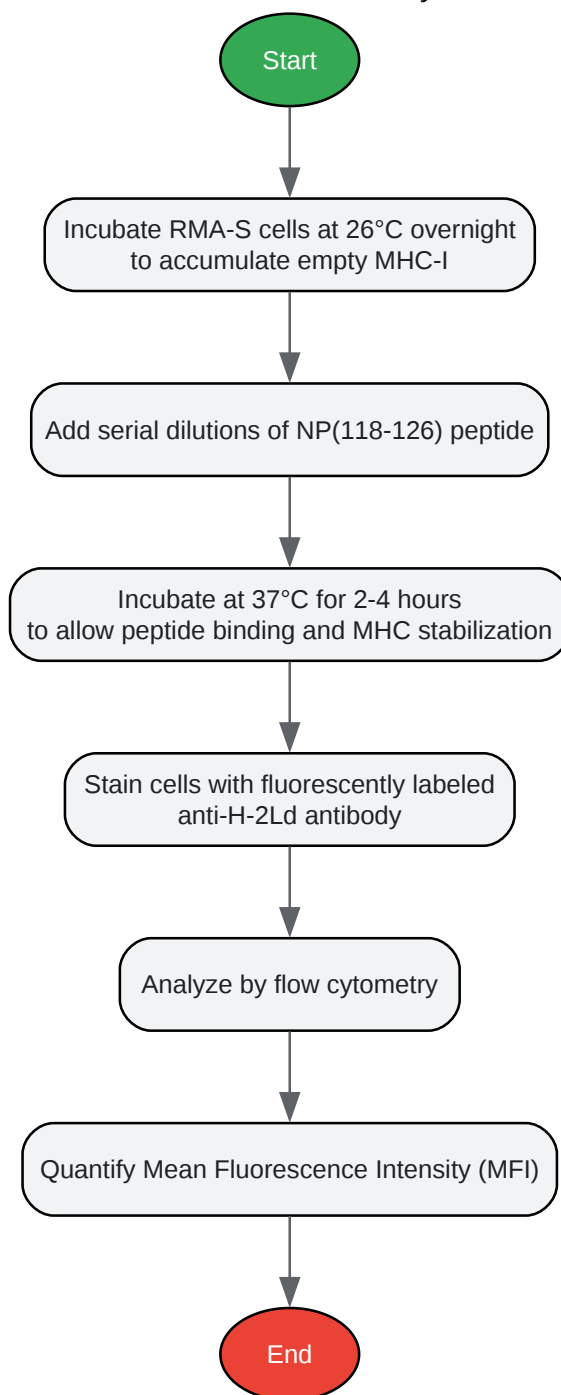 Start
Incubate RMA-S cells at 26°C overnight
to accumulate empty MHC-I
Add serial dilutions of NP(118-126) peptide
Incubate at 37°C for 2-4 hours
to allow peptide binding and MHC stabilization
Stain cells with fluorescently labeled
anti-H-2Ld antibody
Analyze by flow cytometry
Quantify Mean Fluorescence Intensity (MFI)
End